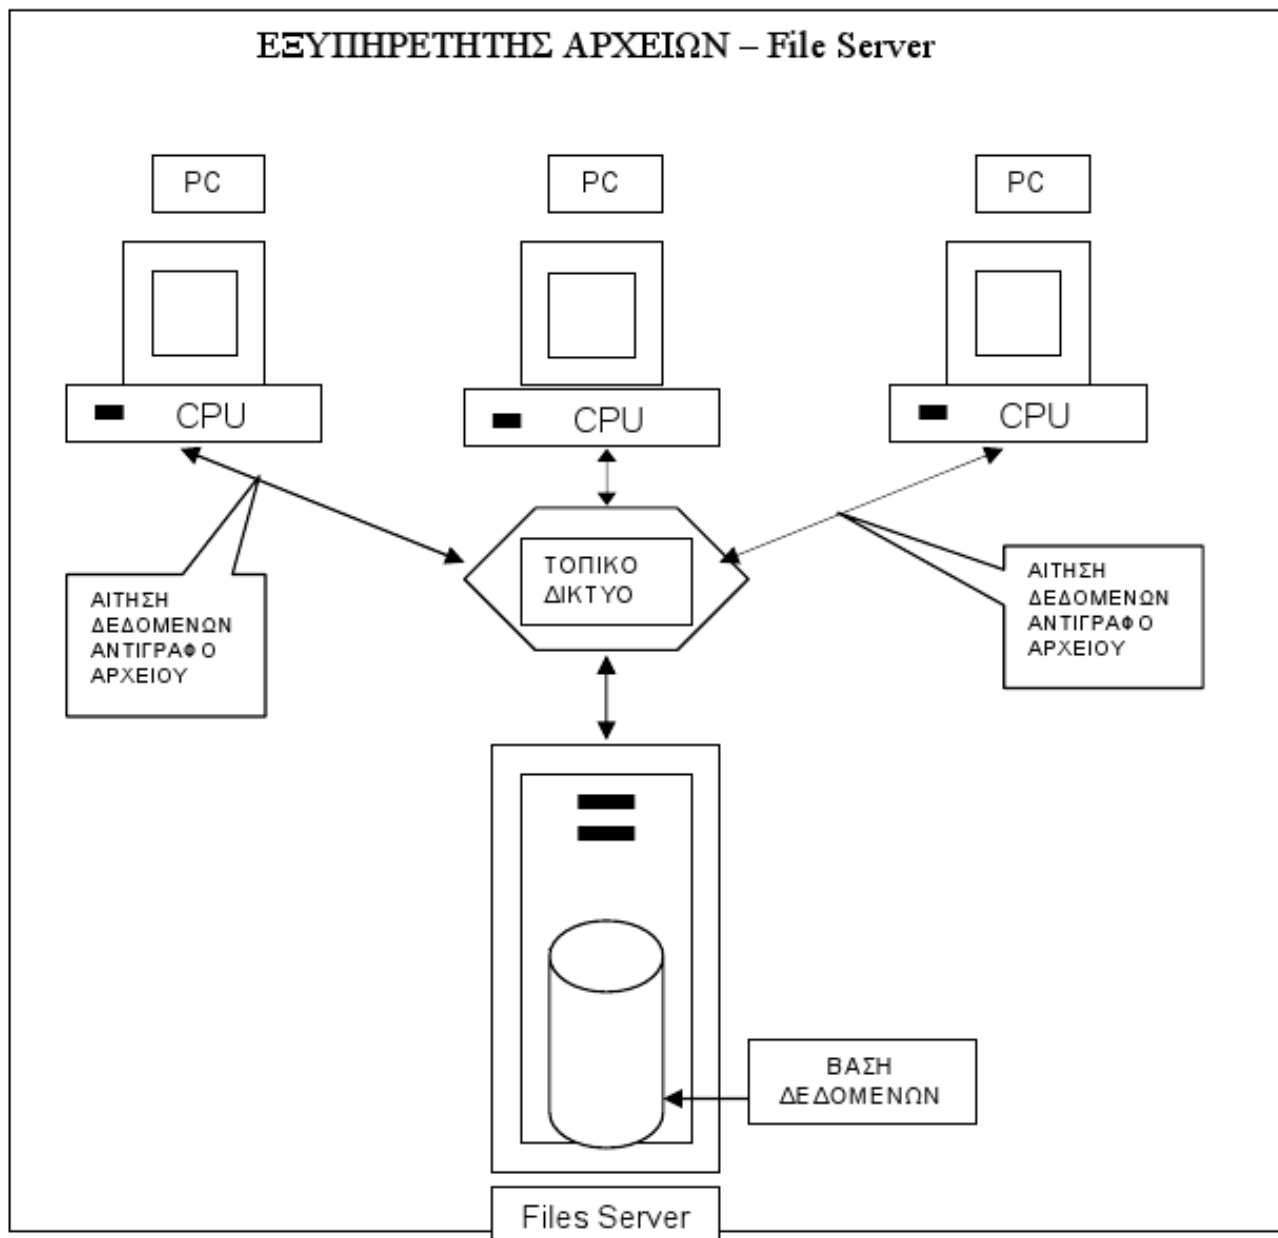 ΕΞΥΠΗΡΕΤΗΤΗΣ ΑΡΧΕΙΩΝ – File Server
PC
PC
PC
CPU
CPU
CPU
ΤΟΠΙΚΟ
ΔΙΚΤΥΟ
ΑΙΤΗΣΗ
ΔΕΔΟΜΕΝΩΝ
ΑΝΤΙΓΡΑΦΟ
ΑΡΧΕΙΟΥ
ΑΙΤΗΣΗ
ΔΕΔΟΜΕΝΩΝ
ΑΝΤΙΓΡΑΦΟ
ΑΡΧΕΙΟΥ
ΒΑΣΗ
ΔΕΔΟΜΕΝΩΝ
Files Server